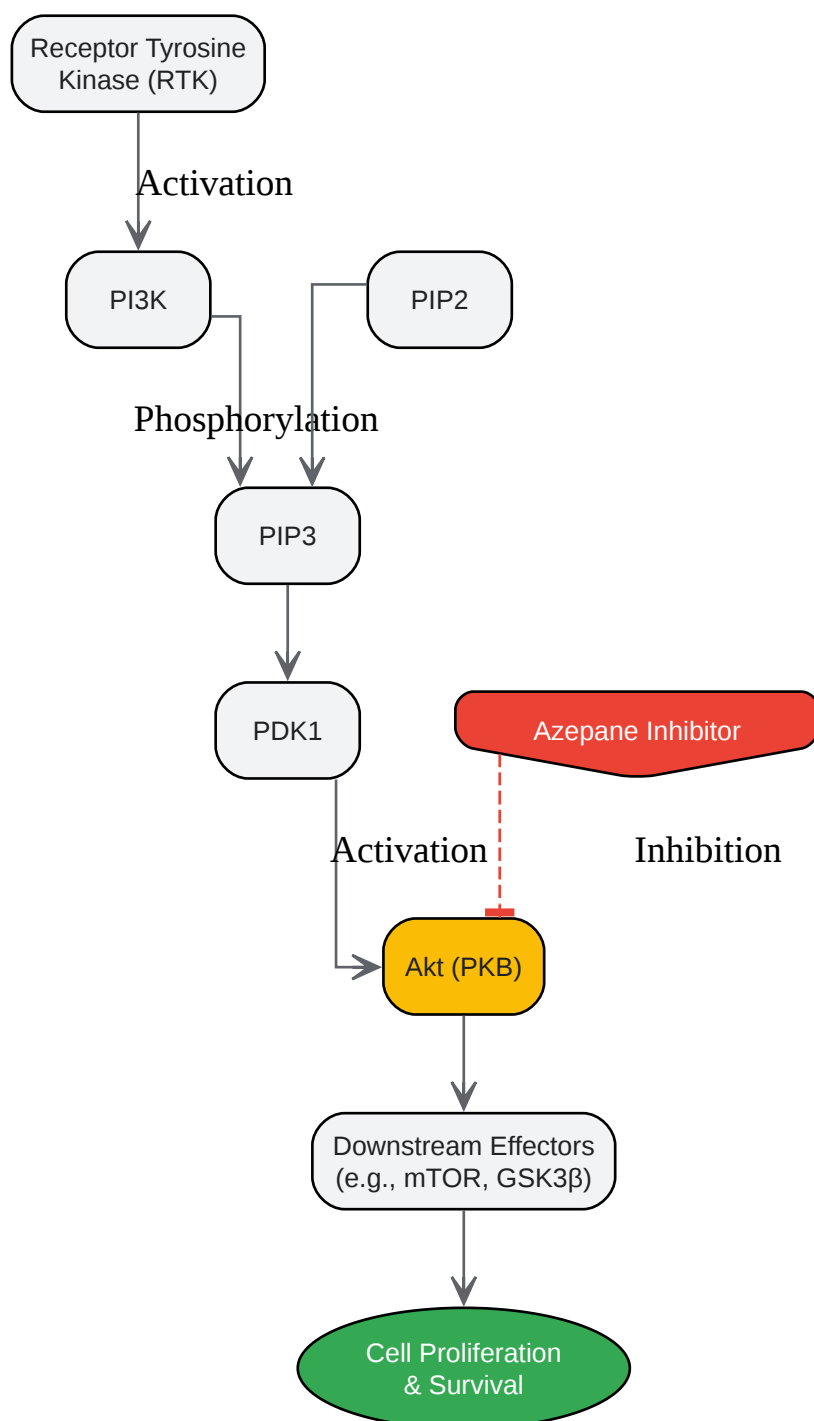 Receptor Tyrosine
Kinase (RTK)
Activation
PI3K
PIP2
Phosphorylation
PIP3
PDK1
Azepane Inhibitor
Activation
Inhibition
Akt (PKB)
Downstream Effectors
(e.g., mTOR, GSK3β)
Cell Proliferation
& Survival